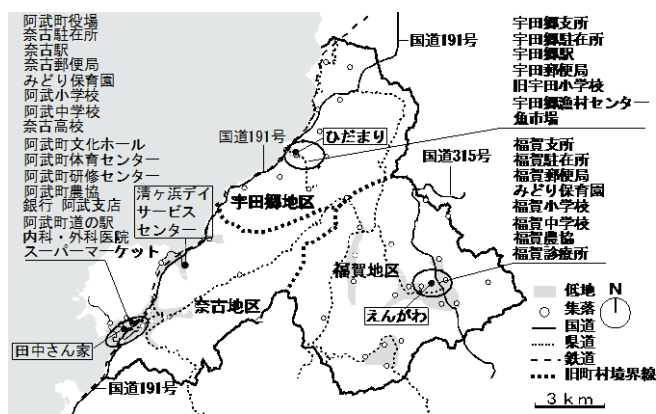 阿武町役場
奈古駐在所
奈古駅
奈古郵便局
みどり保育園
阿武小学校
阿武中学校
奈古高校
阿武町文化ホール
阿武町体育センター
阿武町研修センター
阿武町農協
銀行 阿武支店
阿武町道の駅
内科・外科医院
スーパーマーケット
清ヶ浜デイ
サービス
センター
田中さん家
国道191号
国道191号
国道191号
ひだまり
宇田郷地区
奈古地区
福賀地区
えんがわ
国道315号
宇田郷支所
宇田郷駐在所
宇田郷駅
宇田郵便局
旧宇田小学校
宇田郷漁村センター
魚市場
福賀支所
福賀駐在所
福賀郵便局
みどり保育園
福賀小学校
福賀中学校
福賀農協
福賀診療所
低地
集落
国道
県道
鉄道
旧町村境界線
N
3 km